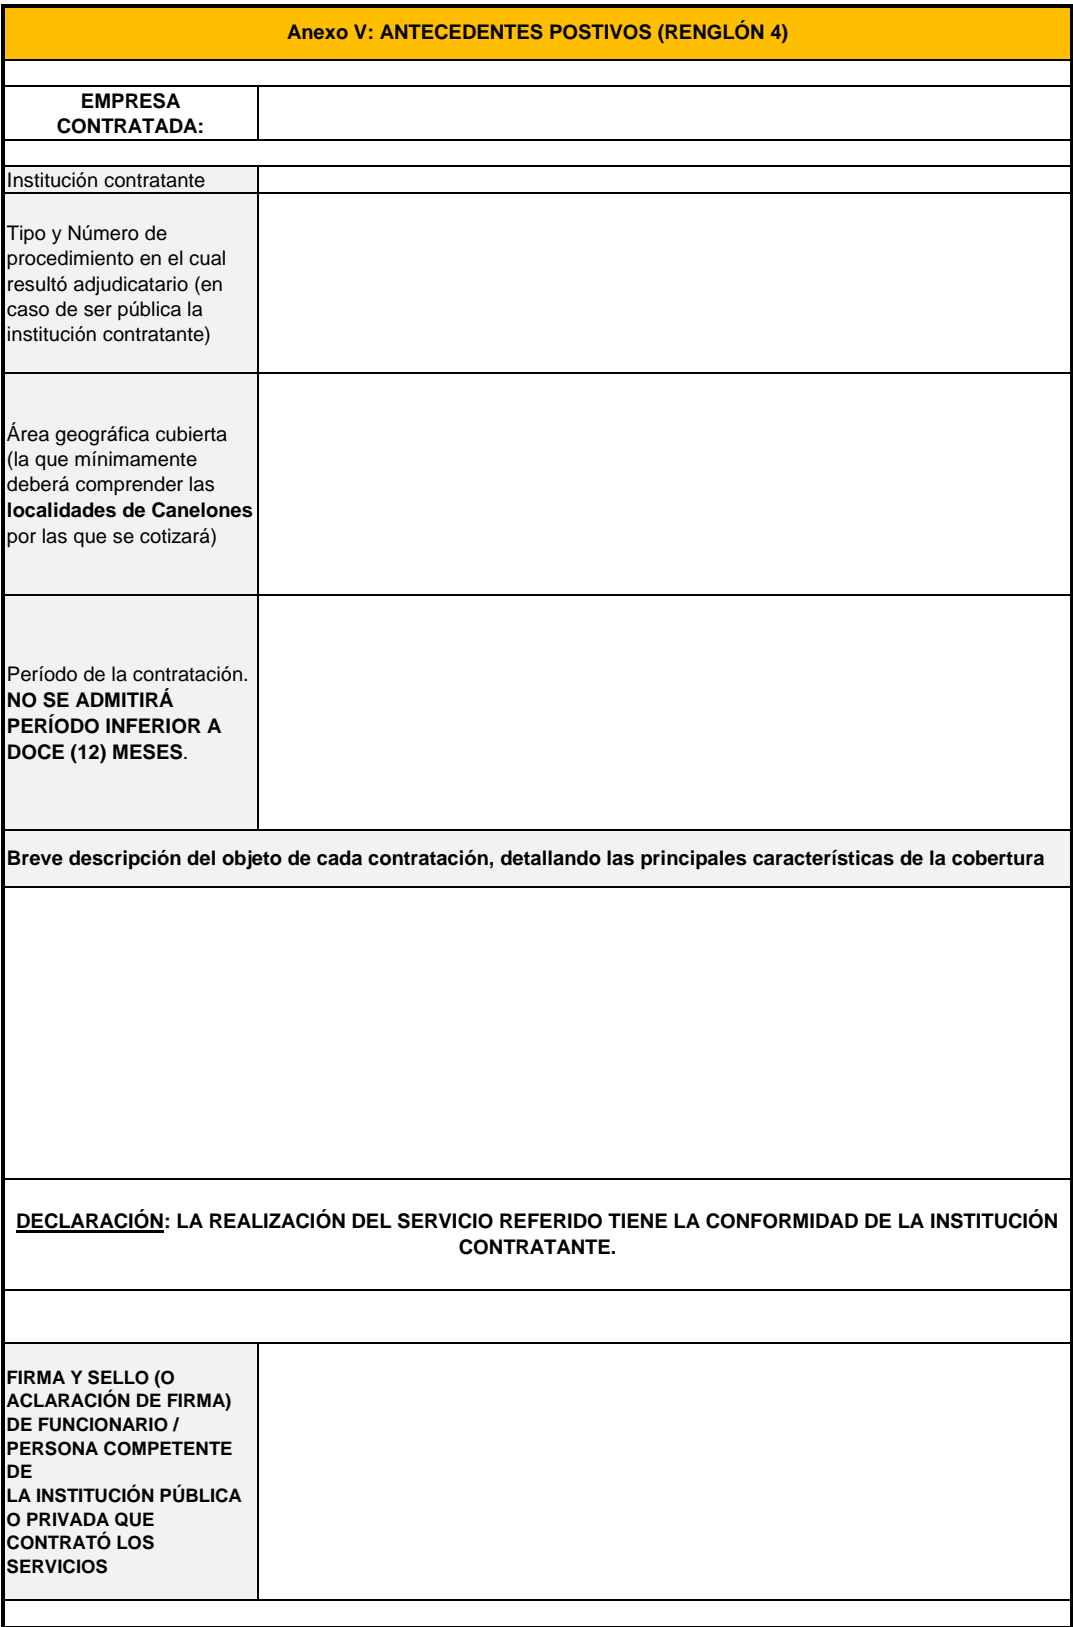 Anexo V: ANTECEDENTES POSTIVOS (RENGLÓN 4)
EMPRESA
CONTRATADA:
Institución contratante
Tipo y Número de
procedimiento en el cual
resultó adjudicatario (en
caso de ser pública la
institución contratante)
Área geográfica cubierta
(la que mínimamente
deberá comprender las
localidades de Canelones
por las que se cotizará)
Período de la contratación.
NO SE ADMITIRÁ
PERÍODO INFERIOR A
DOCE (12) MESES.
Breve descripción del objeto de cada contratación, detallando las principales características de la cobertura
DECLARACIÓN: LA REALIZACIÓN DEL SERVICIO REFERIDO TIENE LA CONFORMIDAD DE LA INSTITUCIÓN
CONTRATANTE.
FIRMA Y SELLO (O
ACLARACIÓN DE FIRMA)
DE FUNCIONARIO /
PERSONA COMPETENTE
DE
LA INSTITUCIÓN PÚBLICA
O PRIVADA QUE
CONTRATÓ LOS
SERVICIOS